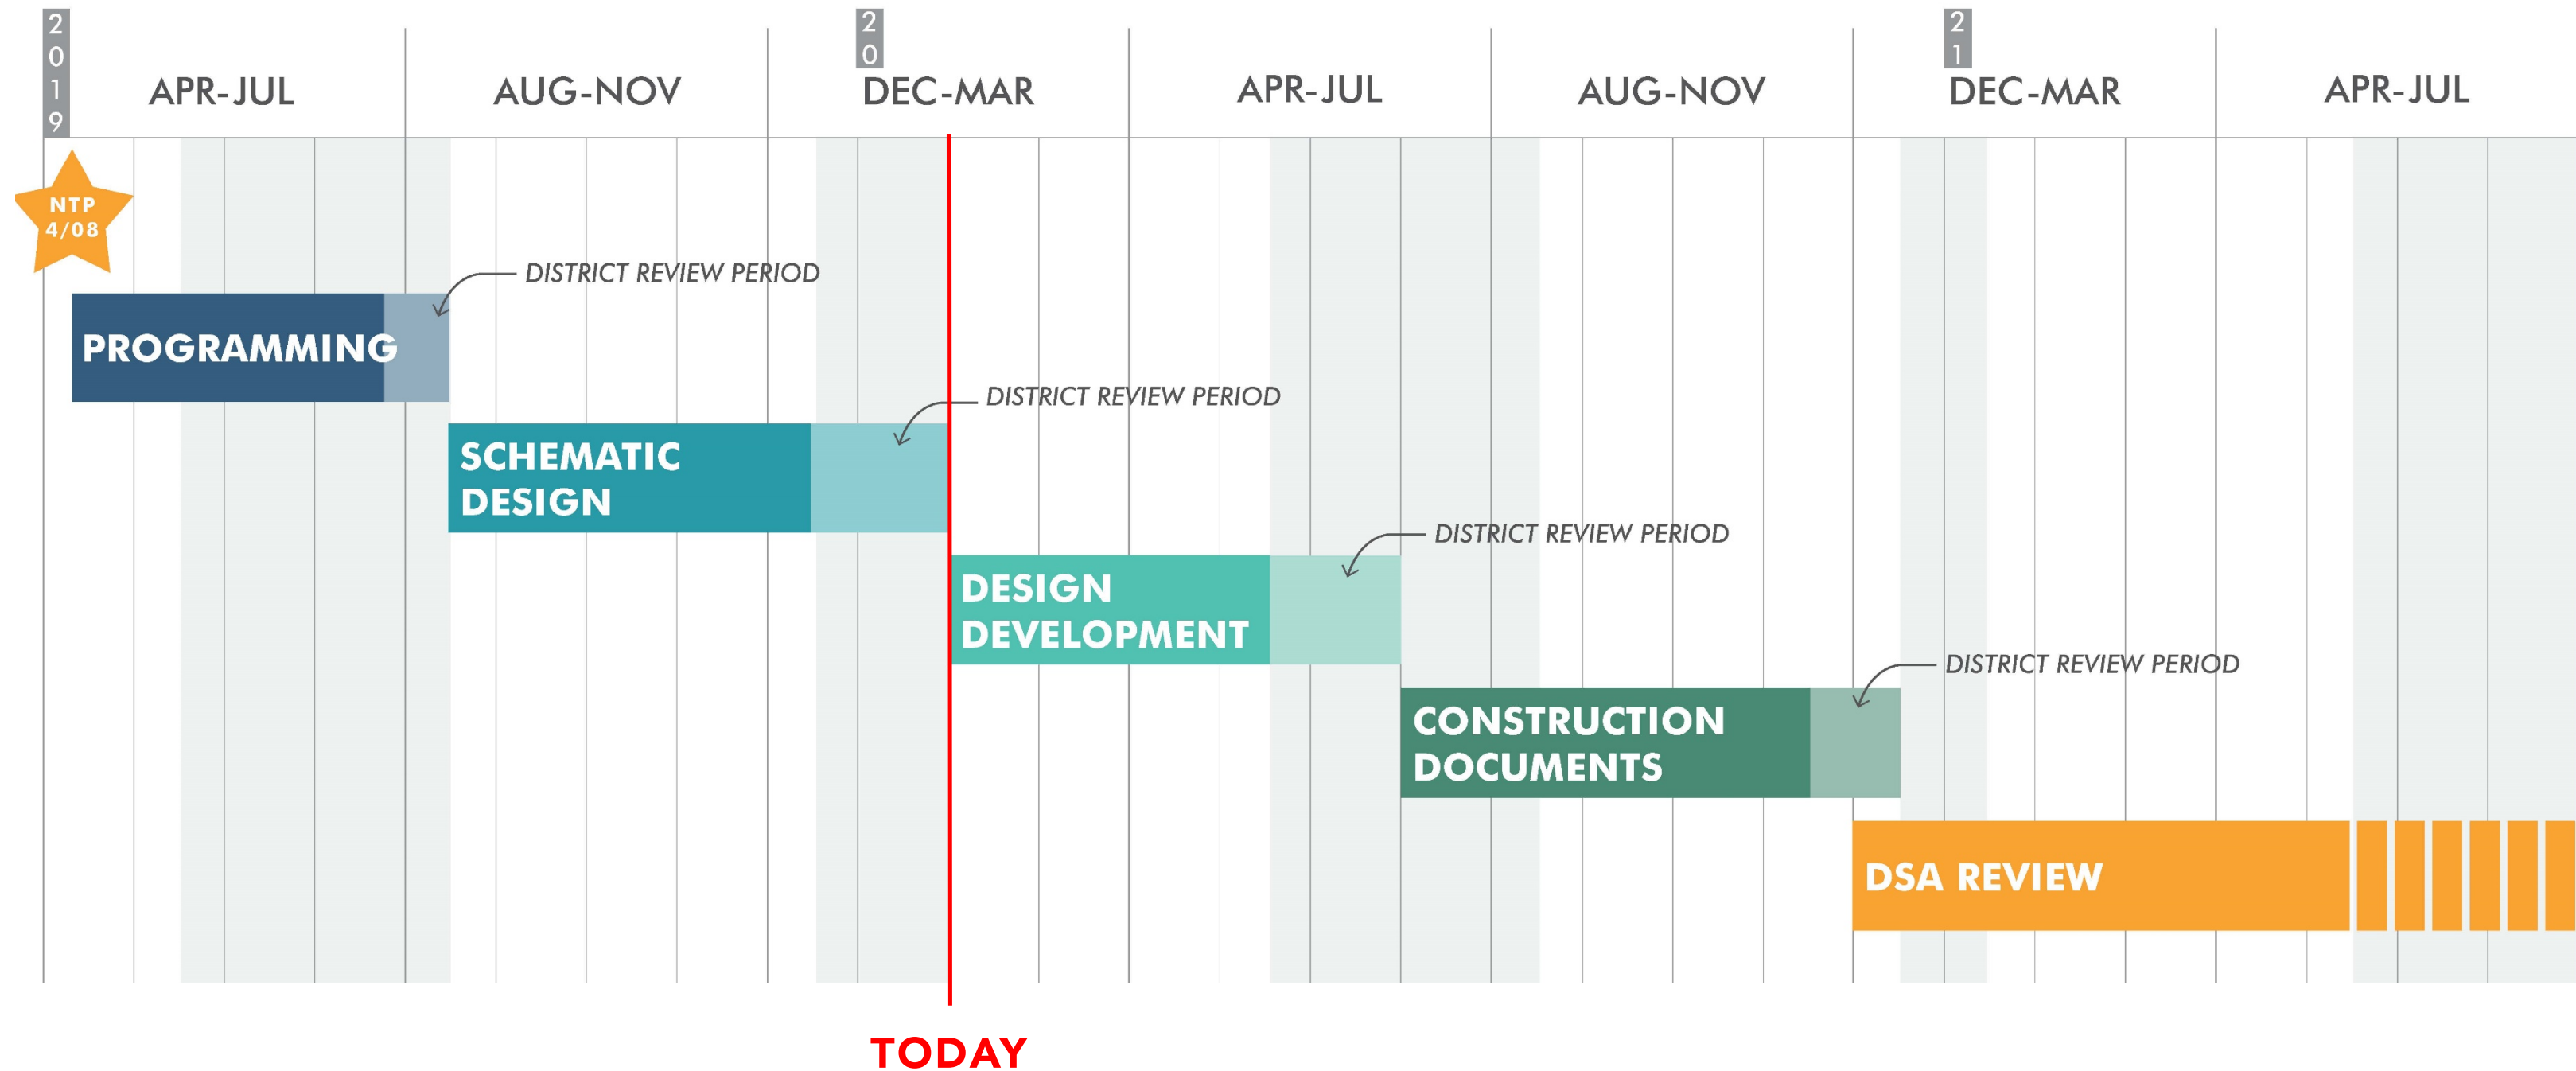 2019
20
21
APR-JUL
AUG-NOV
DEC-MAR
APR-JUL
AUG-NOV
DEC-MAR
APR-JUL
NTP
4/08
DISTRICT REVIEW PERIOD
PROGRAMMING
DISTRICT REVIEW PERIOD
SCHEMATIC
DESIGN
DISTRICT REVIEW PERIOD
DESIGN
DEVELOPMENT
DISTRICT REVIEW PERIOD
CONSTRUCTION
DOCUMENTS
DSA REVIEW
TODAY